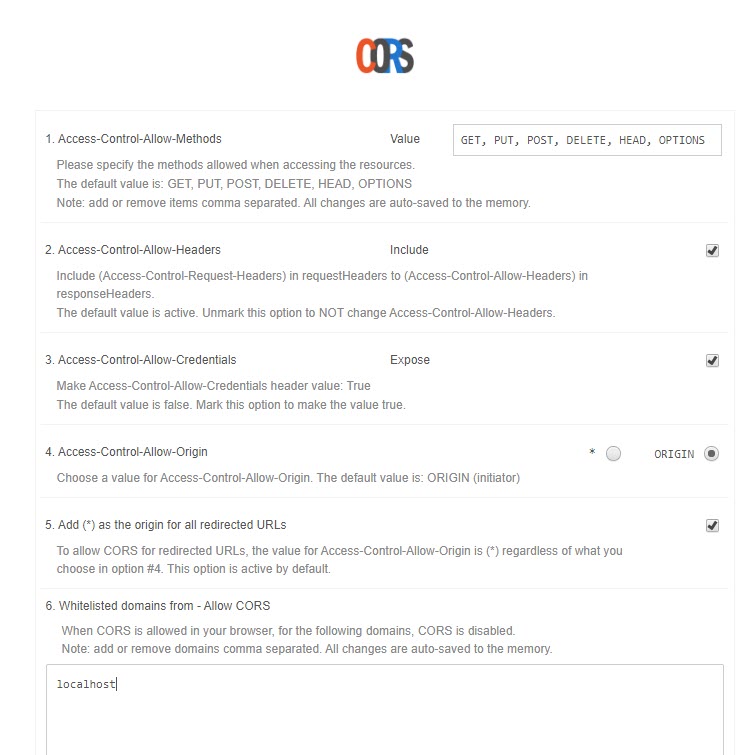 CORS
1. Access-Control-Allow-Methods Value GET, PUT, POST, DELETE, HEAD, OPTIONS
Please specify the methods allowed when accessing the resources.
The default value is: GET, PUT, POST, DELETE, HEAD, OPTIONS
Note: add or remove items comma separated. All changes are auto-saved to the memory.
2. Access-Control-Allow-Headers Include
Include (Access-Control-Request-Headers) in requestHeaders to (Access-Control-Allow-Headers) in
responseHeaders.
The default value is active. Unmark this option to NOT change Access-Control-Allow-Headers.
3. Access-Control-Allow-Credentials Expose
Make Access-Control-Allow-Credentials header value: True
The default value is false. Mark this option to make the value true.
4. Access-Control-Allow-Origin * ORIGIN
Choose a value for Access-Control-Allow-Origin. The default value is: ORIGIN (initiator)
5. Add (*) as the origin for all redirected URLs
To allow CORS for redirected URLs, the value for Access-Control-Allow-Origin is (*) regardless of what you
choose in option #4. This option is active by default.
6. Whitelisted domains from - Allow CORS
When CORS is allowed in your browser, for the following domains, CORS is disabled.
Note: add or remove domains comma separated. All changes are auto-saved to the memory.
localhost